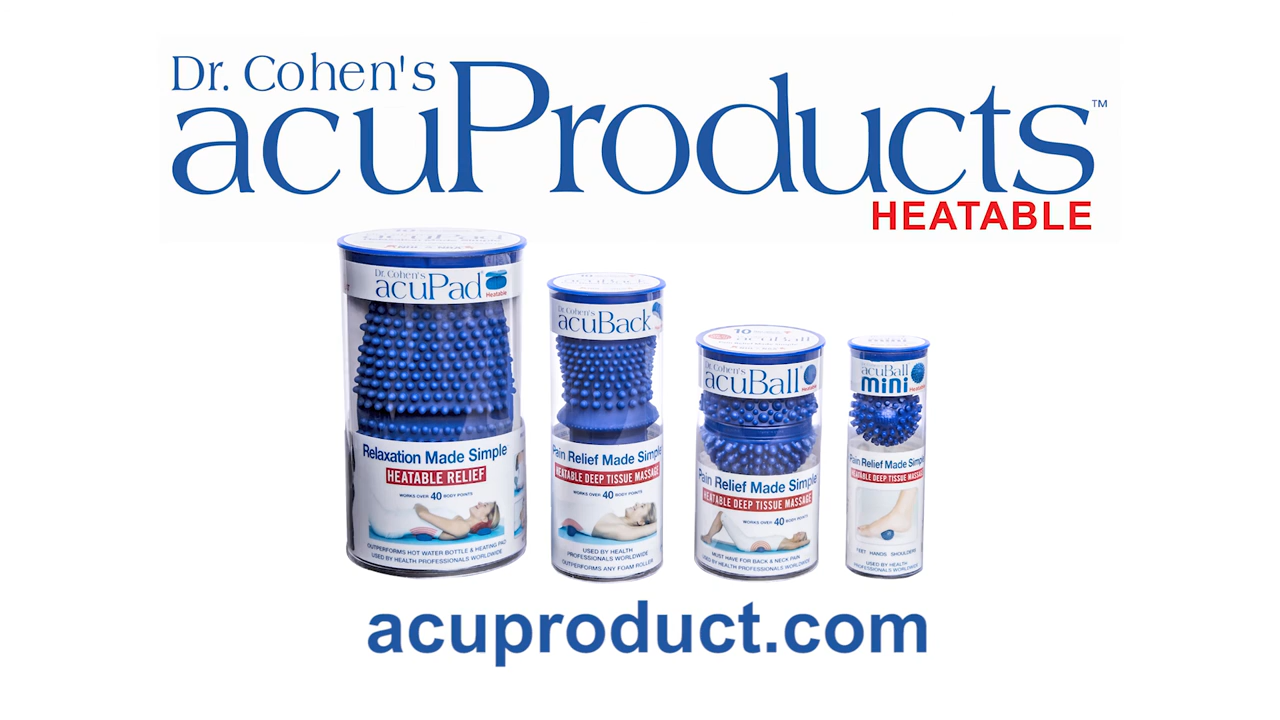 Dr. Cohen's
acuProducts™
HEATABLE
Dr. Cohen's
acuPad
Heatable
Relaxation Made Simple
HEATABLE RELIEF
WORKS OVER 40 BODY POINTS
OUTPERFORMS HOT WATER BOTTLE & HEATING PAD
USED BY HEALTH PROFESSIONALS WORLDWIDE
Dr. Cohen's
acuBack
Pain Relief Made Simple
HEATABLE DEEP TISSUE MASSAGE
WORKS OVER 40 BODY POINTS
USED BY HEALTH
PROFESSIONALS WORLDWIDE
OUTPERFORMS ANY FOAM ROLLER
10
acuBall
Dr. Cohen's
acuBall
Heatable
Pain Relief Made Simple
HEATABLE DEEP TISSUE MASSAGE
WORKS OVER 40 BODY POINTS
MUST HAVE FOR BACK & NECK PAIN
USED BY HEALTH PROFESSIONALS WORLDWIDE
acuBall
mini
Heatable
Pain Relief Made Simple
HEATABLE DEEP TISSUE MASSAGE
FEET HANDS SHOULDERS
USED BY HEALTH
PROFESSIONALS WORLDWIDE
acuproduct.com